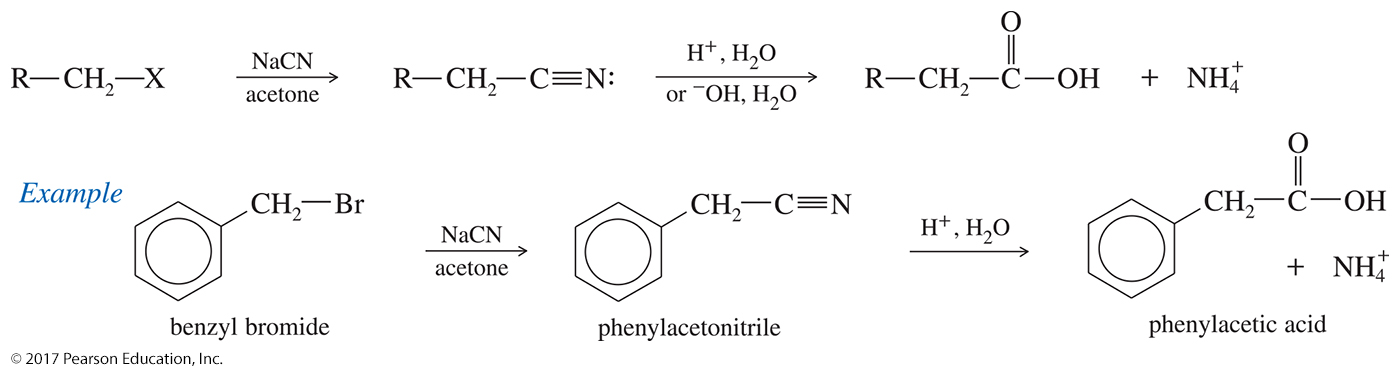 R—CH₂—X  NaCN  R—CH₂—C≡N:  H⁺, H₂O  R—CH₂—C—OH + NH₄⁺
acetone  or ⁻OH, H₂O  O
Example  CH₂—Br  NaCN  CH₂—C≡N  H⁺, H₂O  CH₂—C—OH
acetone  O
+ NH₄⁺
benzyl bromide  phenylacetonitrile  phenylacetic acid
© 2017 Pearson Education, Inc.